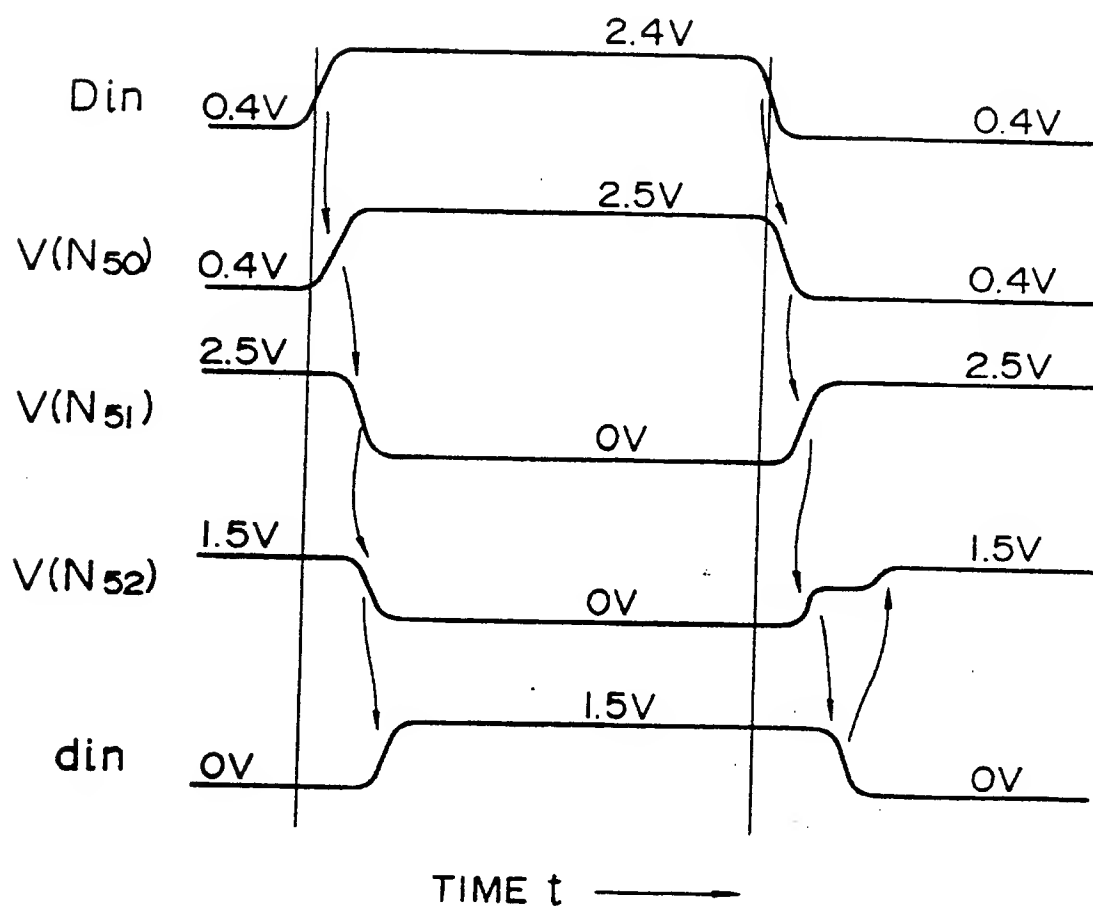 2.4V
Din
0.4V
0.4V
2.5V
V(N50)
0.4V
0.4V
2.5V
2.5V
V(N51)
0V
1.5V
1.5V
V(N52)
0V
1.5V
din
0V
0V
TIME t